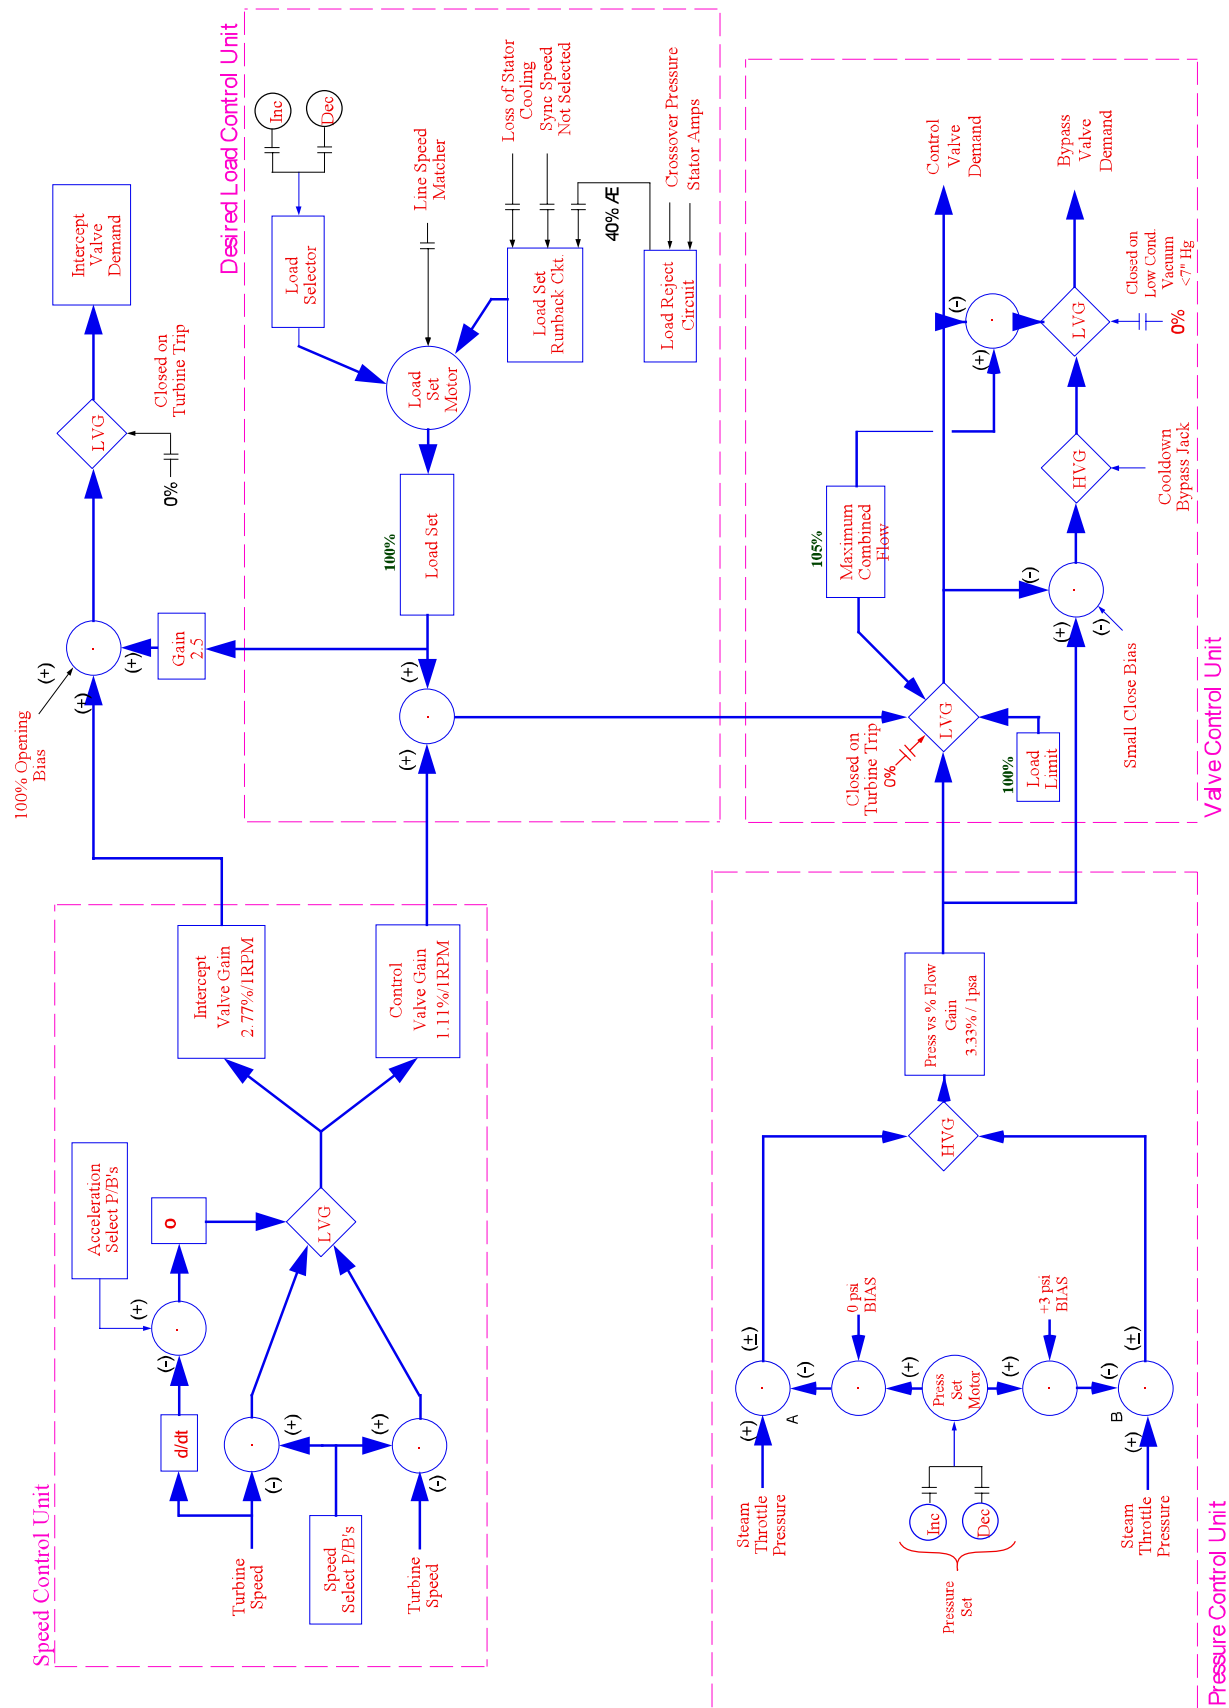 Speed Control Unit
Turbine
Speed
Speed
Select P/B's
Turbine
Speed
(-)
(+)
(+)
(-)
d/dt
(-)
(+)
Acceleration
Select P/B's
O
LVG
Intercept
Valve Gain
2.77%/1RPM
Control
Valve Gain
1.11%/1RPM
100% Opening
Bias
(+)
(+)
(+)
Gain
2.5
LVG
0%
Closed on
Turbine Trip
Intercept
Valve
Demand
Desired Load Control Unit
(+)
(+)
100%
Load Set
Load
Set
Motor
Load
Selector
Inc
Dec
Line Speed
Matcher
Load Set
Runback Ckt.
Loss of Stator
Cooling
Sync Speed
Not Selected
40% Æ
Load Reject
Circuit
Crossover Pressure
Stator Amps
Pressure Control Unit
Steam
Throttle
Pressure
(+)
A
(-)
(±)
0 psi
BIAS
(+)
Press
Set
Motor
(+)
+3 psi
BIAS
(-)
(±)
B
(+)
Steam
Throttle
Pressure
Inc
Dec
Pressure
Set
HVG
Press vs % Flow
Gain
3.33% / 1psa
Valve Control Unit
Closed on
Turbine Trip
0%
LVG
100%
Load
Limit
105%
Maximum
Combined
Flow
(+)
(-)
(-)
Small Close Bias
HVG
Cooldown
Bypass Jack
(+)
(-)
LVG
0%
Closed on
Low Cond.
Vacuum
<7" Hg
Control
Valve
Demand
Bypass
Valve
Demand